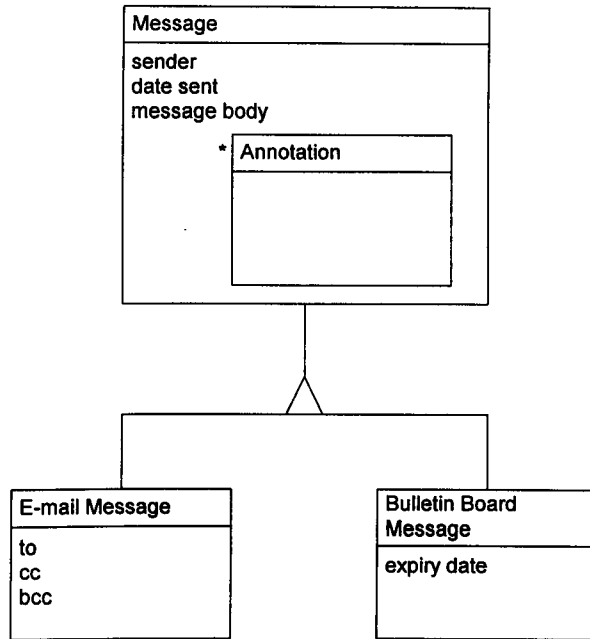 Message
sender
date sent
message body
* Annotation
E-mail Message
to
cc
bcc
Bulletin Board
Message
expiry date